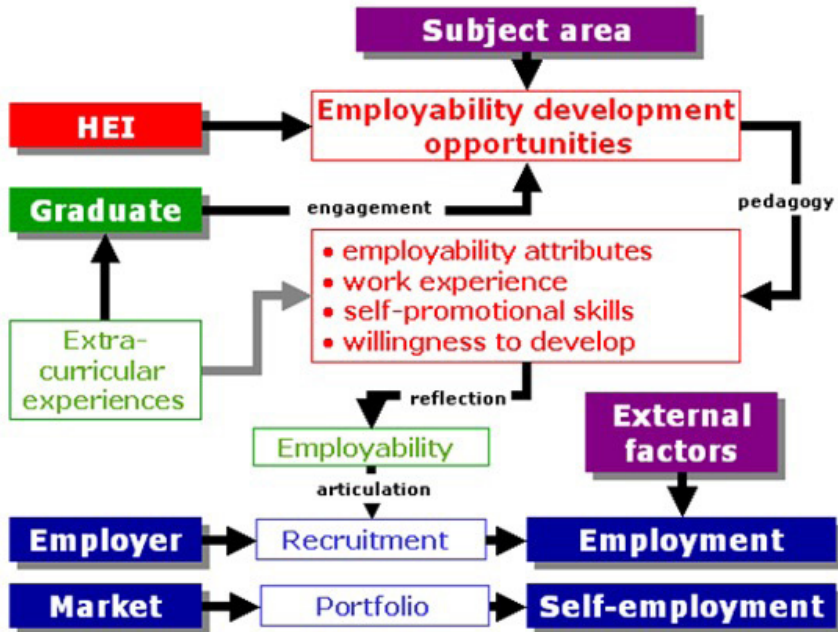 Subject area
HEI
Employability development
opportunities
Graduate
engagement
pedagogy
• employability attributes
• work experience
• self-promotional skills
• willingness to develop
Extra-
curricular
experiences
reflection
External
factors
Employability
articulation
Employer
Recruitment
Employment
Market
Portfolio
Self-employment